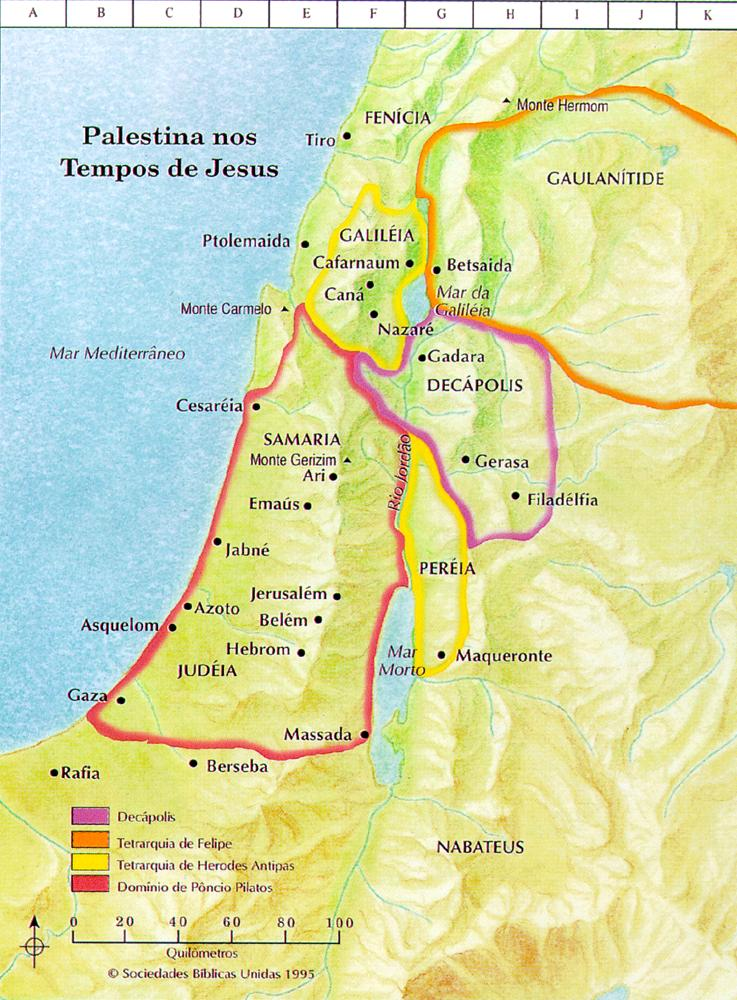 A B C D E F G H I J K
Monte Hermom
FENÍCIA
Palestina nos
Tempos de Jesus
Tiro
GAULANÍTIDE
GALILÉIA
Ptolemaida
Cafarnaum
Betsaida
Caná
Mar da
Galiléia
Monte Carmelo
Nazaré
Mar Mediterrâneo
Gadara
DECÁPOLIS
Cesaréia
SAMARIA
Monte Gerizim
Gerasa
Ari
Rio Jordão
Filadélfia
Emaús
Jabné
PERÉIA
Jerusalém
Azoto
Belém
Asquelom
Hebrom
Mar
Morto
Maqueronte
JUDÉIA
Gaza
Massada
Berseba
Rafia
Decápolis
Tetrarquia de Felipe
NABATEUS
Tetrarquia de Herodes Antipas
Domínio de Pôncio Pilatos
0 20 40 60 80 100
Quilômetros
© Sociedades Bíblicas Unidas 1995